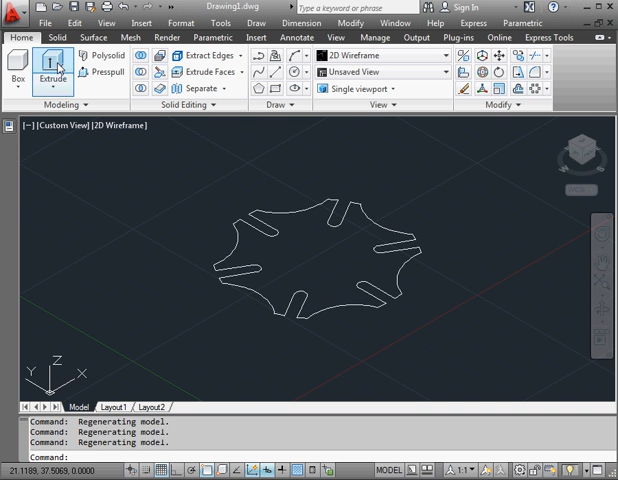 Drawing1.dwg
Type a keyword or phrase
Sign In
File Edit View Insert Format Tools Draw Dimension Modify Window Express Parametric
Home Solid Surface Mesh Render Insert Annotate View Manage Output Plug-ins Online Express Tools
Box
Extrude
Polysolid
Presspull
Extract Edges
Extrude Faces
Separate
2D Wireframe
Unsaved View
Single viewport
Modeling
Solid Editing
Draw
View
Modify
[−] [Custom View] [2D Wireframe]
WCS
Z
Y
X
Model Layout1 Layout2
Command: Regenerating model.
Command: Regenerating model.
Command: Regenerating model.
Command:
21.1189, 37.5069, 0.0000
MODEL
1:1